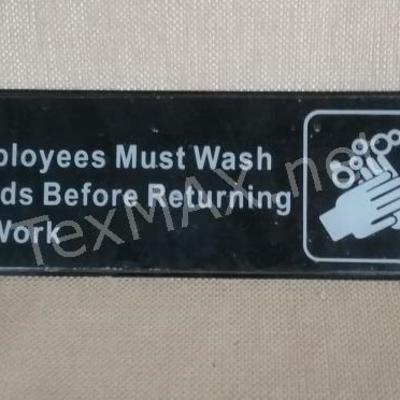 ployees Must Wash
ds Before Returning
Work
TexMAX.net